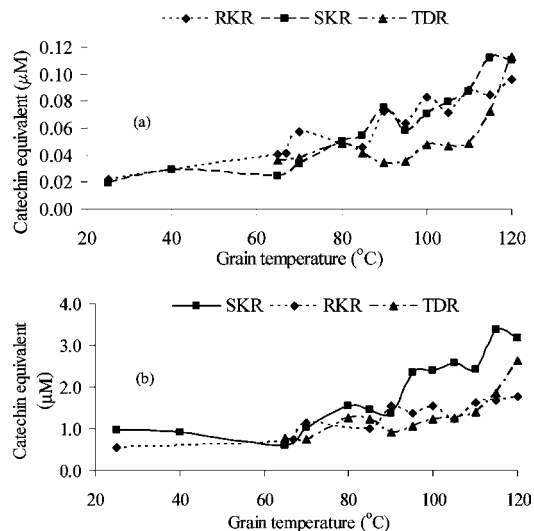 RKR SKR TDR
0.12
0.10
0.08
0.06
0.04
0.02
0.00
Catechin equivalent (μM)
(a)
20 40 60 80 100 120
Grain temperature (°C)
SKR RKR TDR
4.0
3.0
2.0
1.0
0.0
Catechin equivalent
(μM)
(b)
20 40 60 80 100 120
Grain temperature (°C)